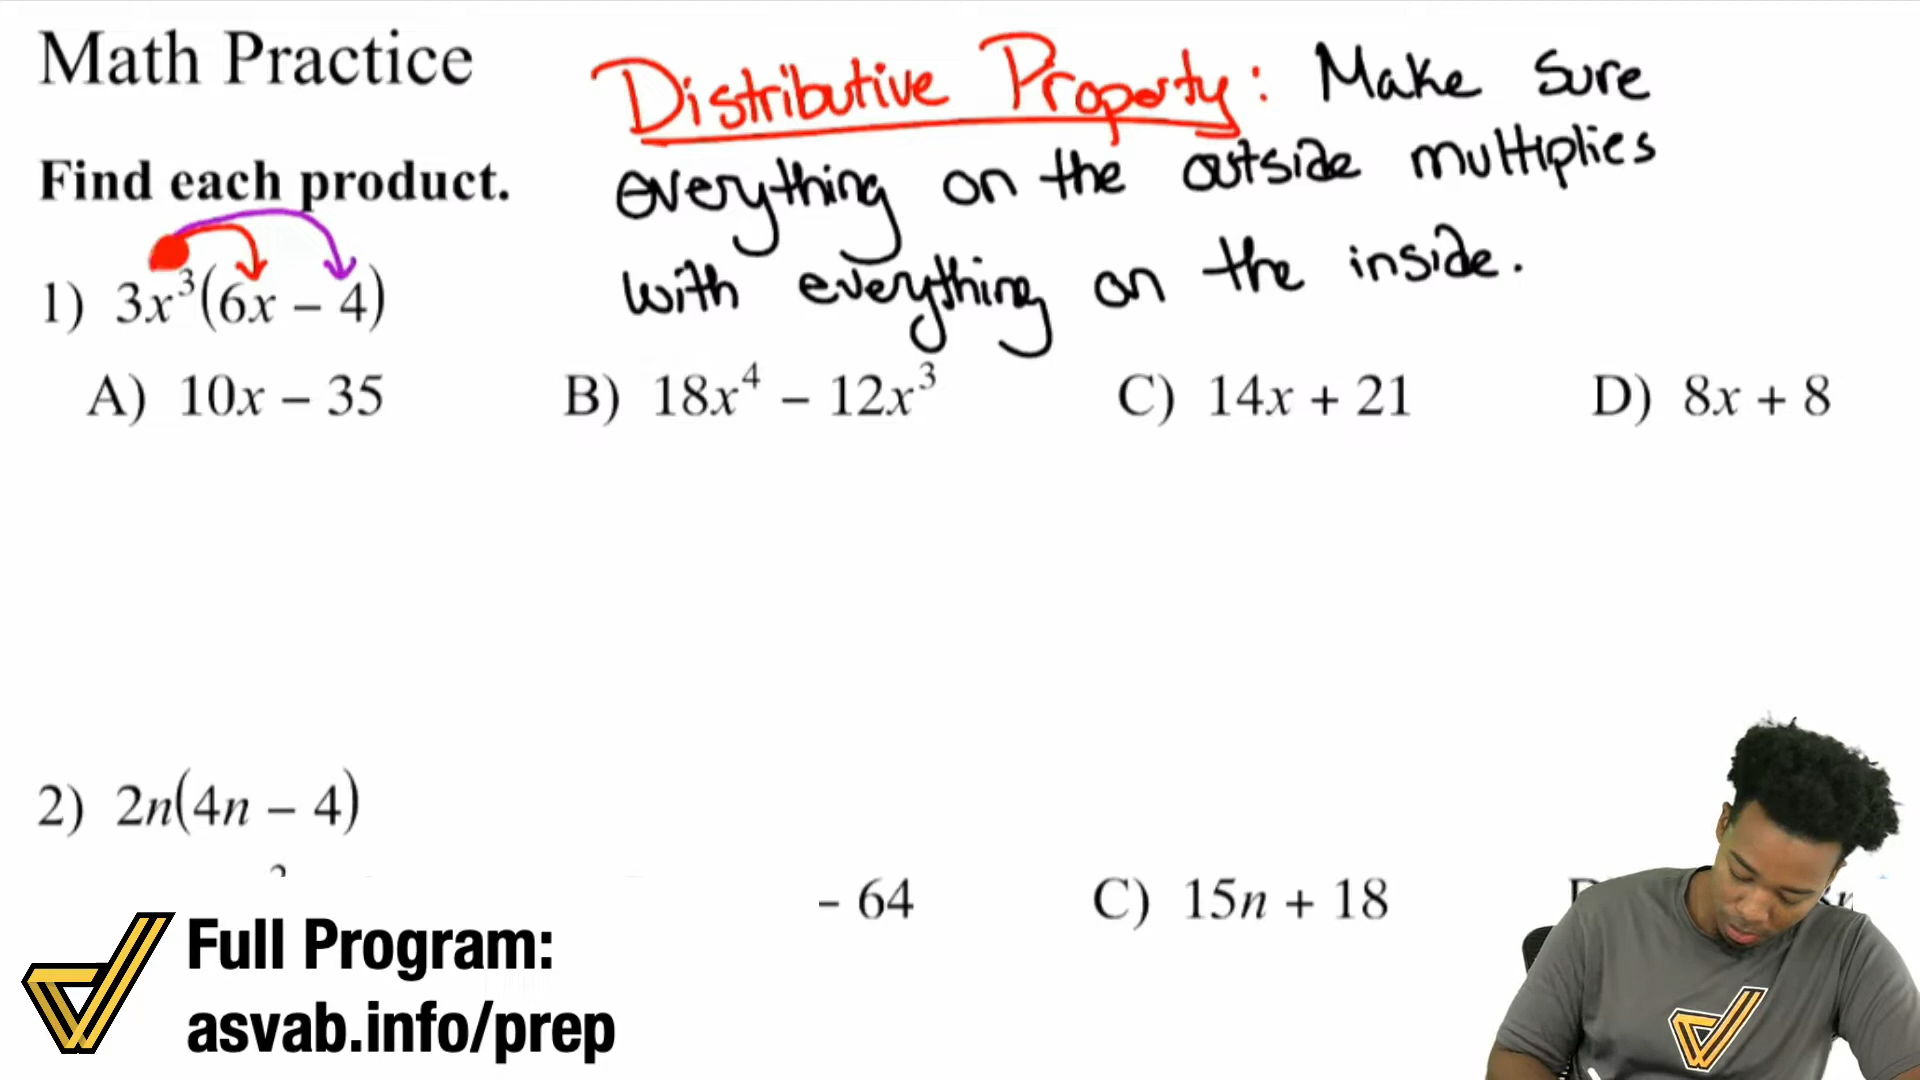 Math Practice
Distributive Property: Make sure
everything on the outside multiplies
with everything on the inside.
Find each product.
1) 3x³(6x – 4)
A) 10x – 35 B) 18x⁴ – 12x³ C) 14x + 21 D) 8x + 8
2) 2n(4n – 4)
– 64 C) 15n + 18
Full Program:
asvab.info/prep